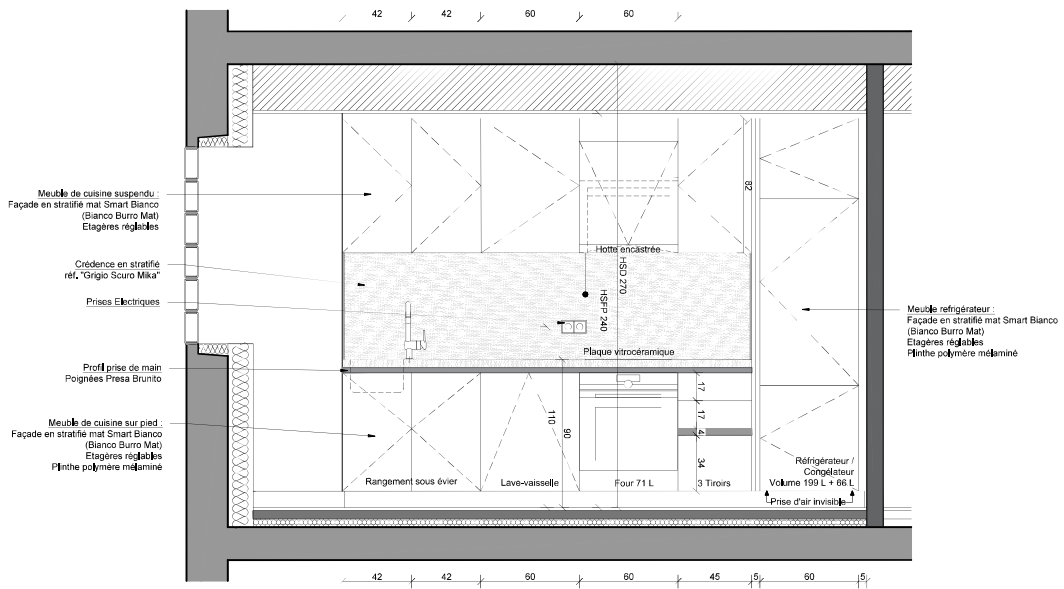 42 42 60 60
Meuble de cuisine suspendu :
Façade en stratifié mat Smart Bianco
(Bianco Burro Mat)
Etagères réglables
82
Hotte encastrée
HSD 270
HSFP 240
Crédence en stratifié
réf. "Grigio Scuro Mika"
Prises Electriques
Meuble refrigérateur :
Façade en stratifié mat Smart Bianco
(Bianco Burro Mat)
Etagères réglables
Plinthe polymère mélaminé
Plaque vitrocéramique
Profil prise de main
Poignées Presa Brunito
17
17
4
34
110
90
Meuble de cuisine sur pied :
Façade en stratifié mat Smart Bianco
(Bianco Burro Mat)
Etagères réglables
Plinthe polymère mélaminé
Rangement sous évier
Lave-vaisselle
Four 71 L
3 Tiroirs
Réfrigérateur /
Congélateur
Volume 199 L + 66 L
Prise d'air invisible
42 42 60 60 45 5 60 5